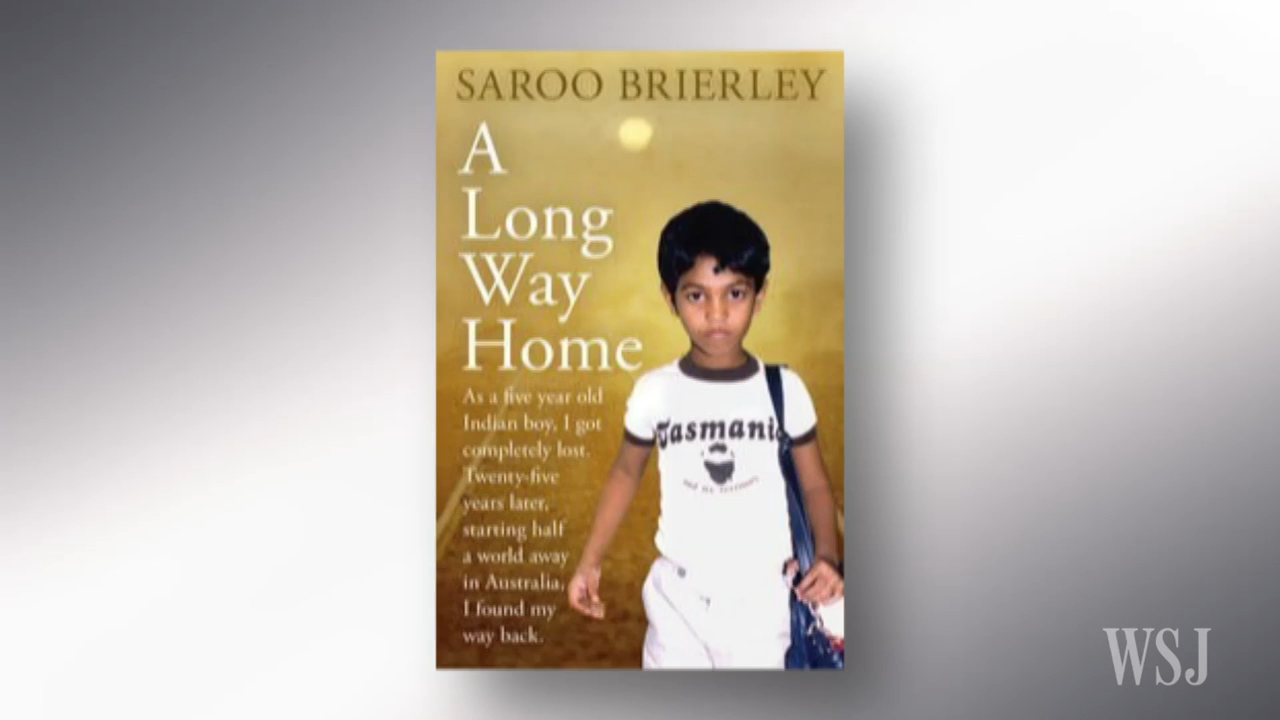 SAROO BRIERLEY
A
Long
Way
Home
As a five year old
Indian boy, I got
completely lost.
Twenty-five
years later,
starting half
a world away
in Australia,
I found my
way back.
Tasmania
WSJ